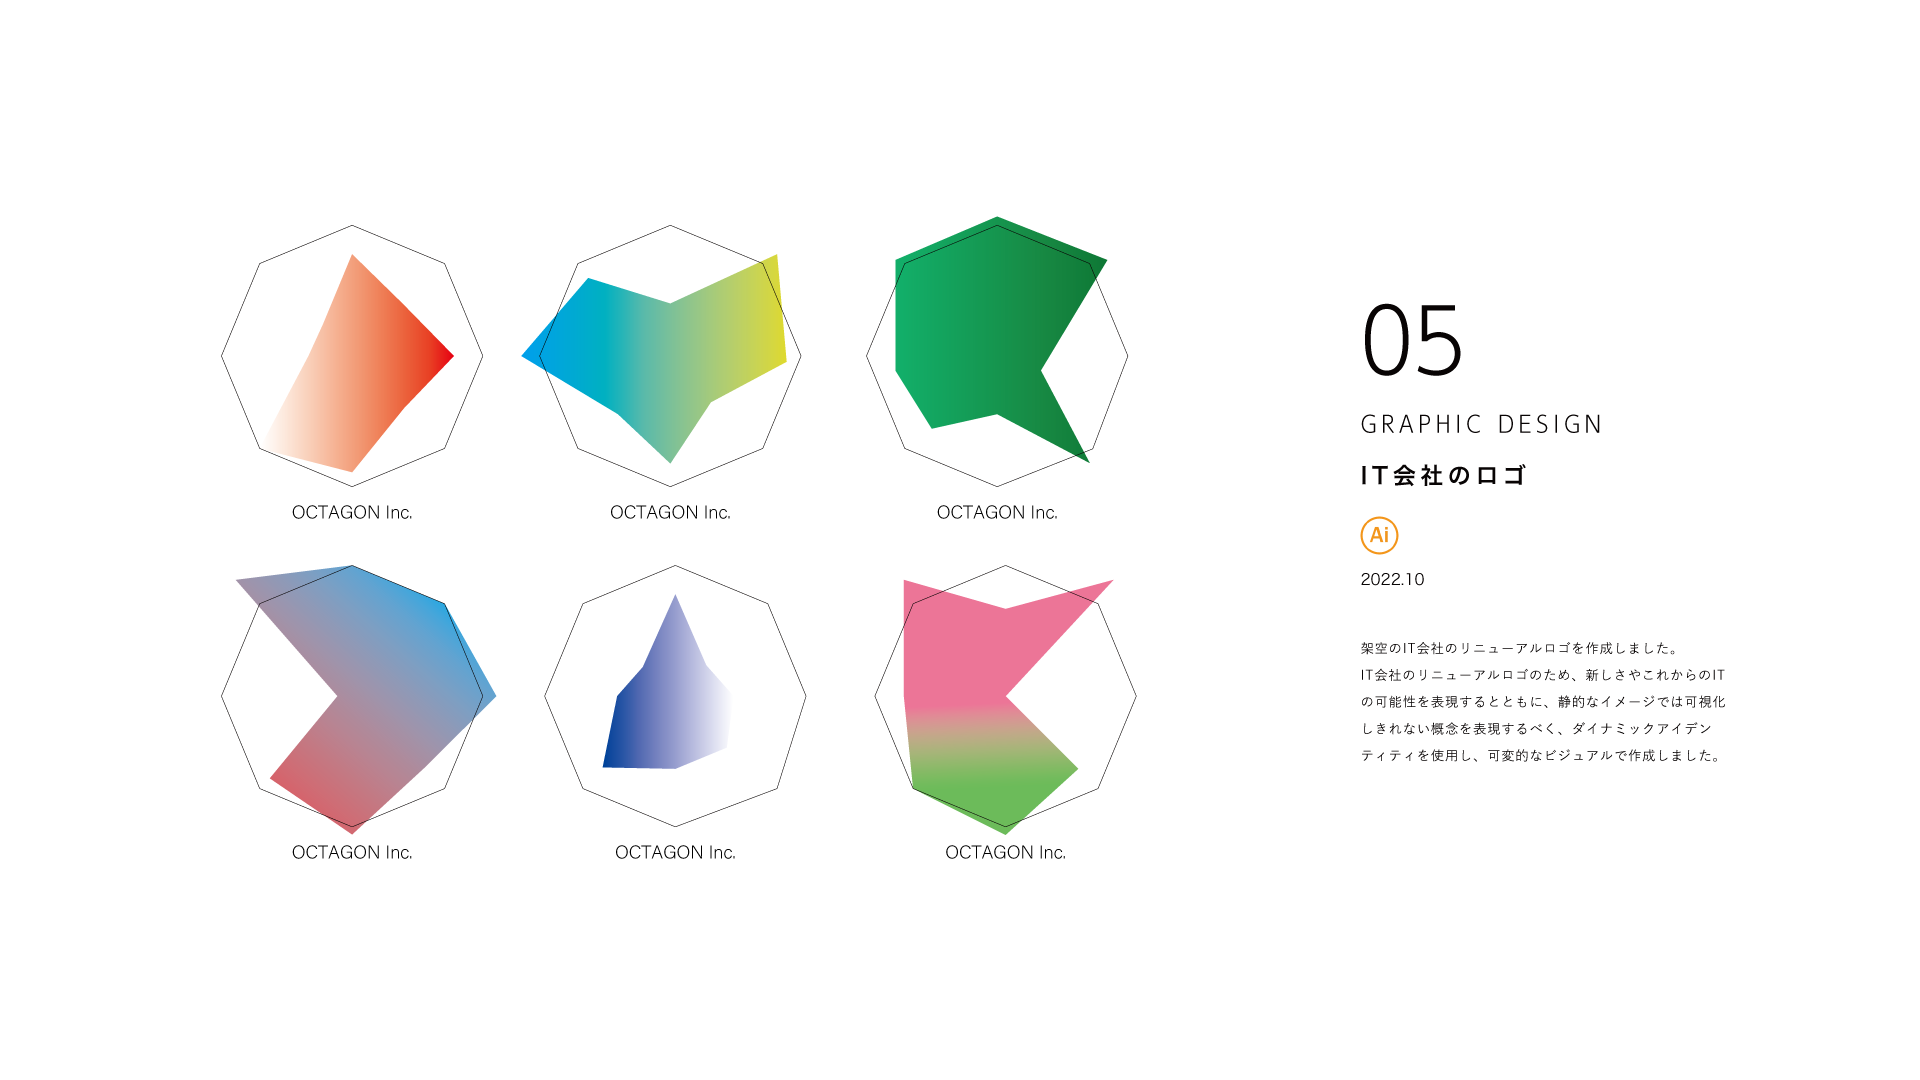 OCTAGON Inc.
OCTAGON Inc.
OCTAGON Inc.
OCTAGON Inc.
OCTAGON Inc.
OCTAGON Inc.
05
GRAPHIC DESIGN
IT会社のロゴ
Ai
2022.10
架空のIT会社のリニューアルロゴを作成しました。
IT会社のリニューアルロゴのため、新しさやこれからのIT
の可能性を表現するとともに、静的なイメージでは可視化
しきれない概念を表現するべく、ダイナミックアイデン
ティティを使用し、可変的なビジュアルで作成しました。